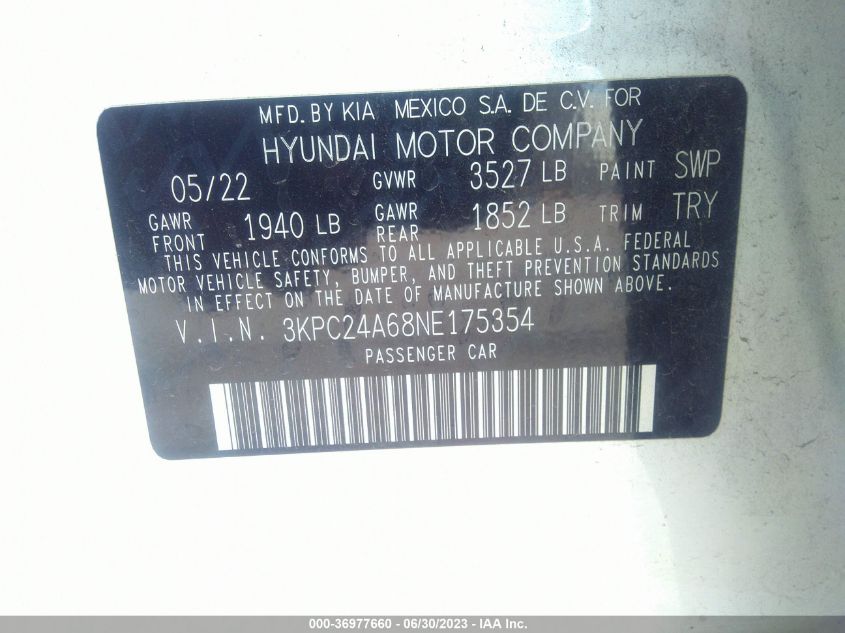 MFD. BY KIA MEXICO S.A. DE C.V. FOR
HYUNDAI MOTOR COMPANY
05/22 GVWR 3527 LB PAINT SWP
GAWR FRONT 1940 LB GAWR REAR 1852 LB TRIM TRY
THIS VEHICLE CONFORMS TO ALL APPLICABLE U.S.A. FEDERAL
MOTOR VEHICLE SAFETY, BUMPER, AND THEFT PREVENTION STANDARDS
IN EFFECT ON THE DATE OF MANUFACTURE SHOWN ABOVE.
V.I.N. 3KPC24A68NE175354
PASSENGER CAR
000-36977660 - 06/30/2023 - IAA Inc.